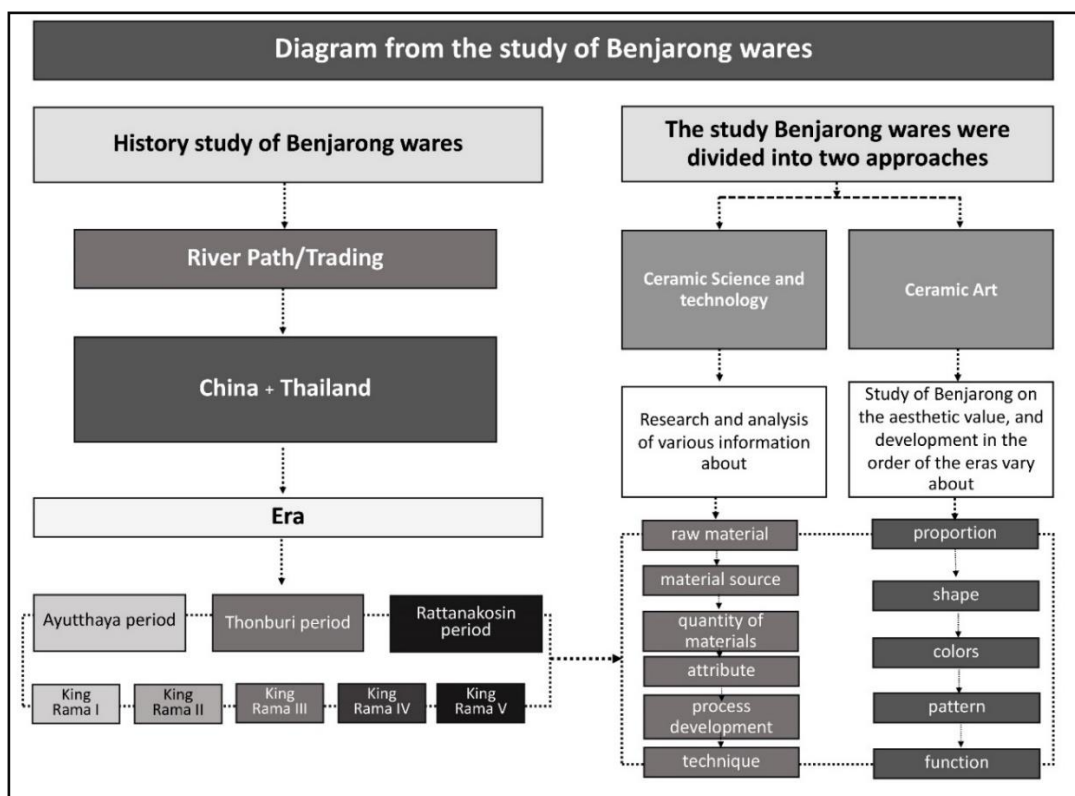 Diagram from the study of Benjarong wares
History study of Benjarong wares
River Path/Trading
China + Thailand
Era
Ayutthaya period
Thonburi period
Rattanakosin
period
King
Rama I
King
Rama II
King
Rama III
King
Rama IV
King
Rama V
The study Benjarong wares were
divided into two approaches
Ceramic Science and
technology
Research and analysis
of various information
about
raw material
material source
quantity of
materials
attribute
process
development
technique
Ceramic Art
Study of Benjarong on
the aesthetic value, and
development in the
order of the eras vary
about
proportion
shape
colors
pattern
function